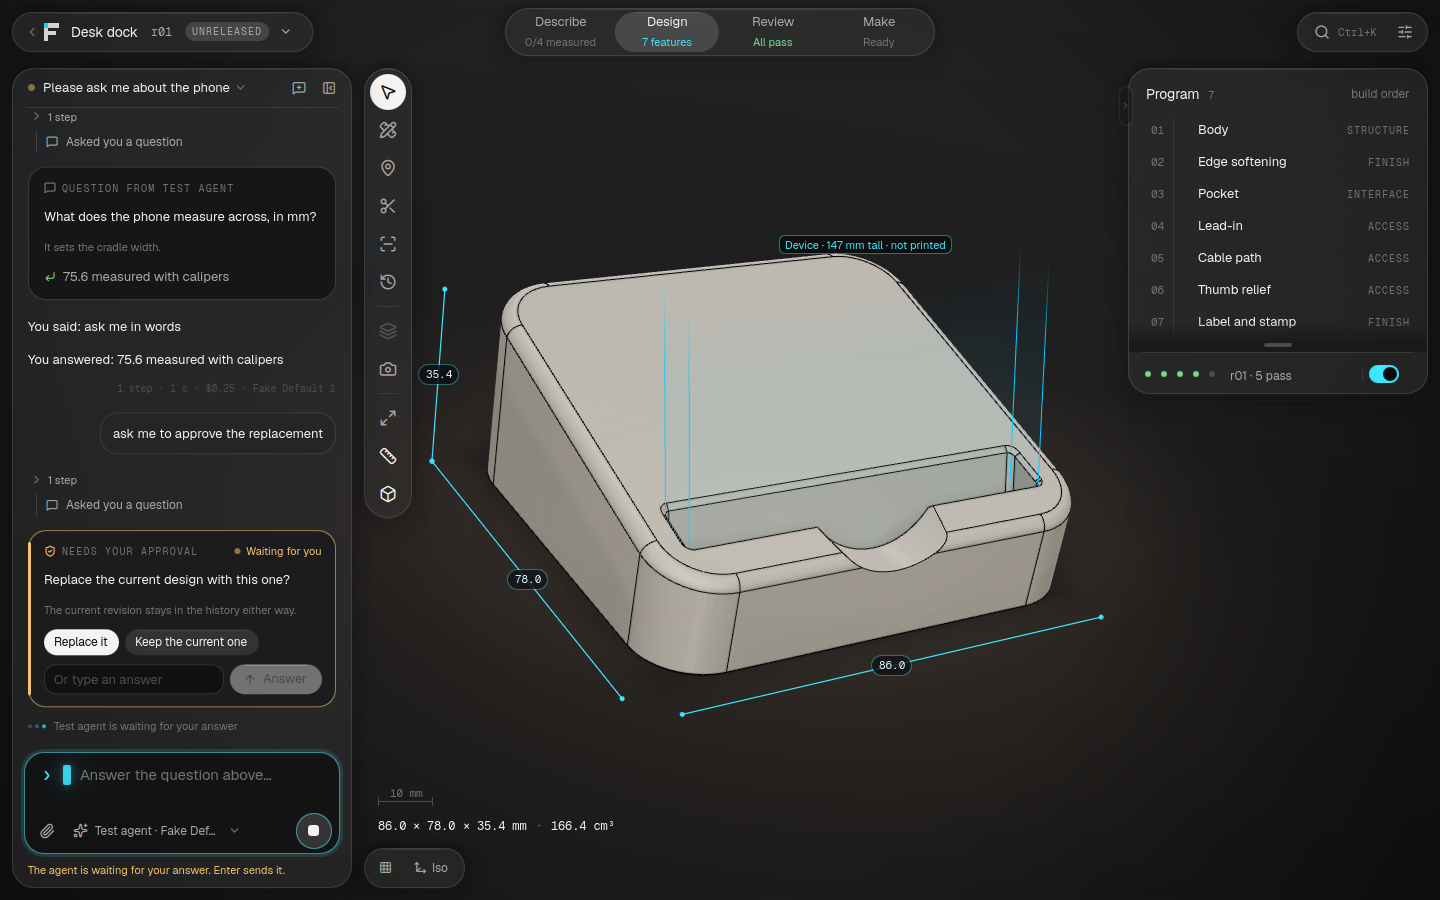 Desk dock r01 UNRELEASED
Describe
0/4 measured
Design
7 features
Review
All pass
Make
Ready
Ctrl+K
Please ask me about the phone
1 step
Asked you a question
QUESTION FROM TEST AGENT
What does the phone measure across, in mm?
It sets the cradle width.
75.6 measured with calipers
You said: ask me in words
You answered: 75.6 measured with calipers
1 step · 1 s · $0.25 · Fake Default 1
ask me to approve the replacement
1 step
Asked you a question
NEEDS YOUR APPROVAL
Waiting for you
Replace the current design with this one?
The current revision stays in the history either way.
Replace it
Keep the current one
Or type an answer
Answer
Test agent is waiting for your answer
Answer the question above...
Test agent · Fake Def...
The agent is waiting for your answer. Enter sends it.
Device · 147 mm tall · not printed
35.4
78.0
86.0
10 mm
86.0 × 78.0 × 35.4 mm · 166.4 cm³
Iso
Program 7
build order
01 Body STRUCTURE
02 Edge softening FINISH
03 Pocket INTERFACE
04 Lead-in ACCESS
05 Cable path ACCESS
06 Thumb relief ACCESS
07 Label and stamp FINISH
r01 · 5 pass